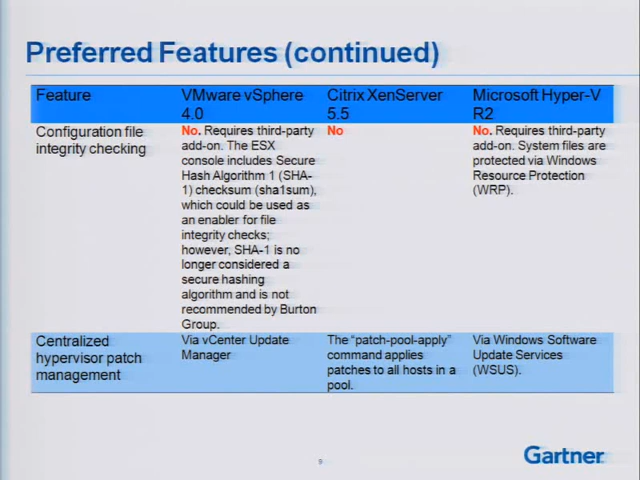 Preferred Features (continued)
Feature
VMware vSphere
4.0
Citrix XenServer
5.5
Microsoft Hyper-V
R2
Configuration file
integrity checking
No. Requires third-party
add-on. The ESX
console includes Secure
Hash Algorithm 1 (SHA-
1) checksum (sha1sum),
which could be used as
an enabler for file
integrity checks;
however, SHA-1 is no
longer considered a
secure hashing
algorithm and is not
recommended by Burton
Group.
No
No. Requires third-party
add-on. System files are
protected via Windows
Resource Protection
(WRP).
Centralized
hypervisor patch
management
Via vCenter Update
Manager
The “patch-pool-apply”
command applies
patches to all hosts in a
pool.
Via Windows Software
Update Services
(WSUS).
9
Gartner